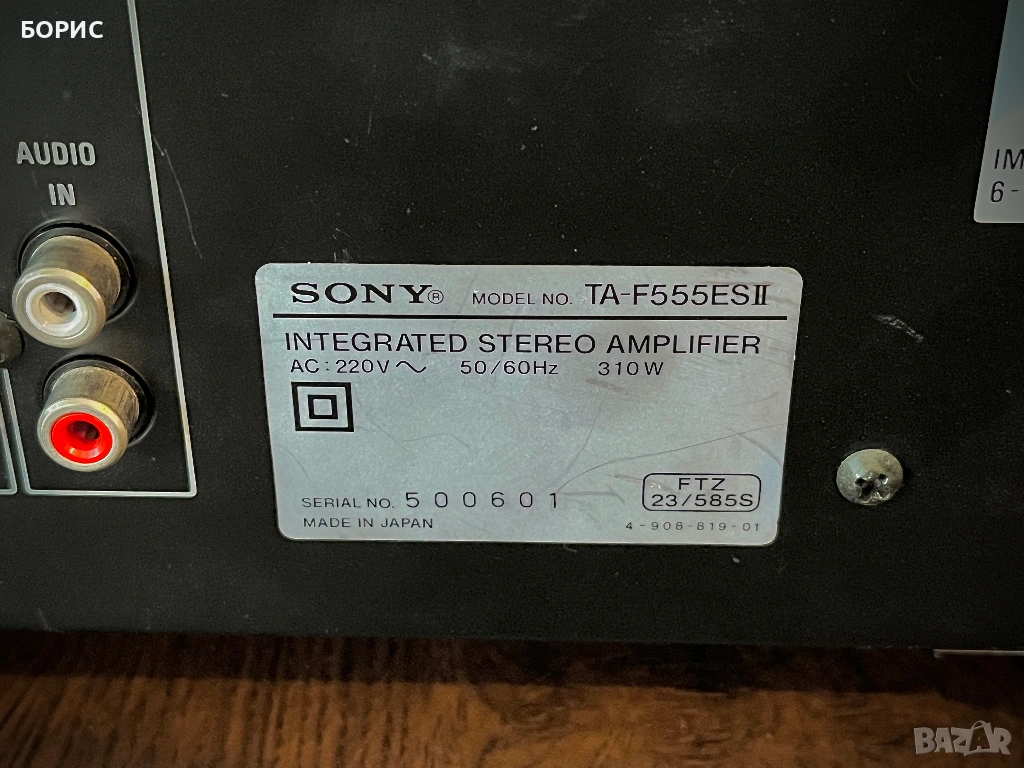 БОРИС
AUDIO
IN
IM
6-
SONY® MODEL NO. TA-F555ESⅡ
INTEGRATED STEREO AMPLIFIER
AC:220V～ 50/60Hz 310W
SERIAL NO. 500601
FTZ
23/585S
MADE IN JAPAN
4-908-819-01
BAZAR